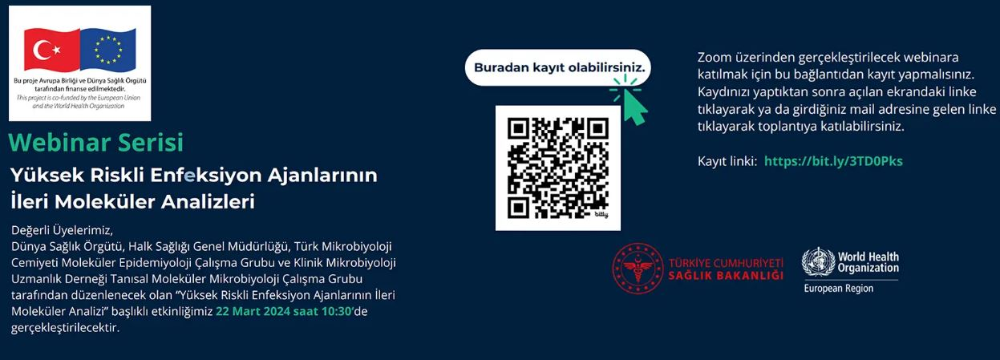 Bu proje Avrupa Birliği ve Dünya Sağlık Örgütü
tarafından finanse edilmektedir.
This project is co-funded by the European Union
and the World Health Organization
Webinar Serisi
Yüksek Riskli Enfeksiyon Ajanlarının
İleri Moleküler Analizleri
Değerli Üyelerimiz,
Dünya Sağlık Örgütü, Halk Sağlığı Genel Müdürlüğü, Türk Mikrobiyoloji
Cemiyeti Moleküler Epidemiyoloji Çalışma Grubu ve Klinik Mikrobiyoloji
Uzmanlık Derneği Tanısal Moleküler Mikrobiyoloji Çalışma Grubu
tarafından düzenlenecek olan “Yüksek Riskli Enfeksiyon Ajanlarının İleri
Moleküler Analizi” başlıklı etkinliğimiz 22 Mart 2024 saat 10:30’de
gerçekleştirilecektir.
Buradan kayıt olabilirsiniz.
bitly
Zoom üzerinden gerçekleştirilecek webinara
katılmak için bu bağlantıdan kayıt yapmalısınız.
Kaydınızı yaptıktan sonra açılan ekrandaki linke
tıklayarak ya da girdiğiniz mail adresine gelen linke
tıklayarak toplantıya katılabilirsiniz.
Kayıt linki: https://bit.ly/3TD0Pks
TÜRKİYE CUMHURİYETİ
SAĞLIK BAKANLIĞI
World Health
Organization
European Region